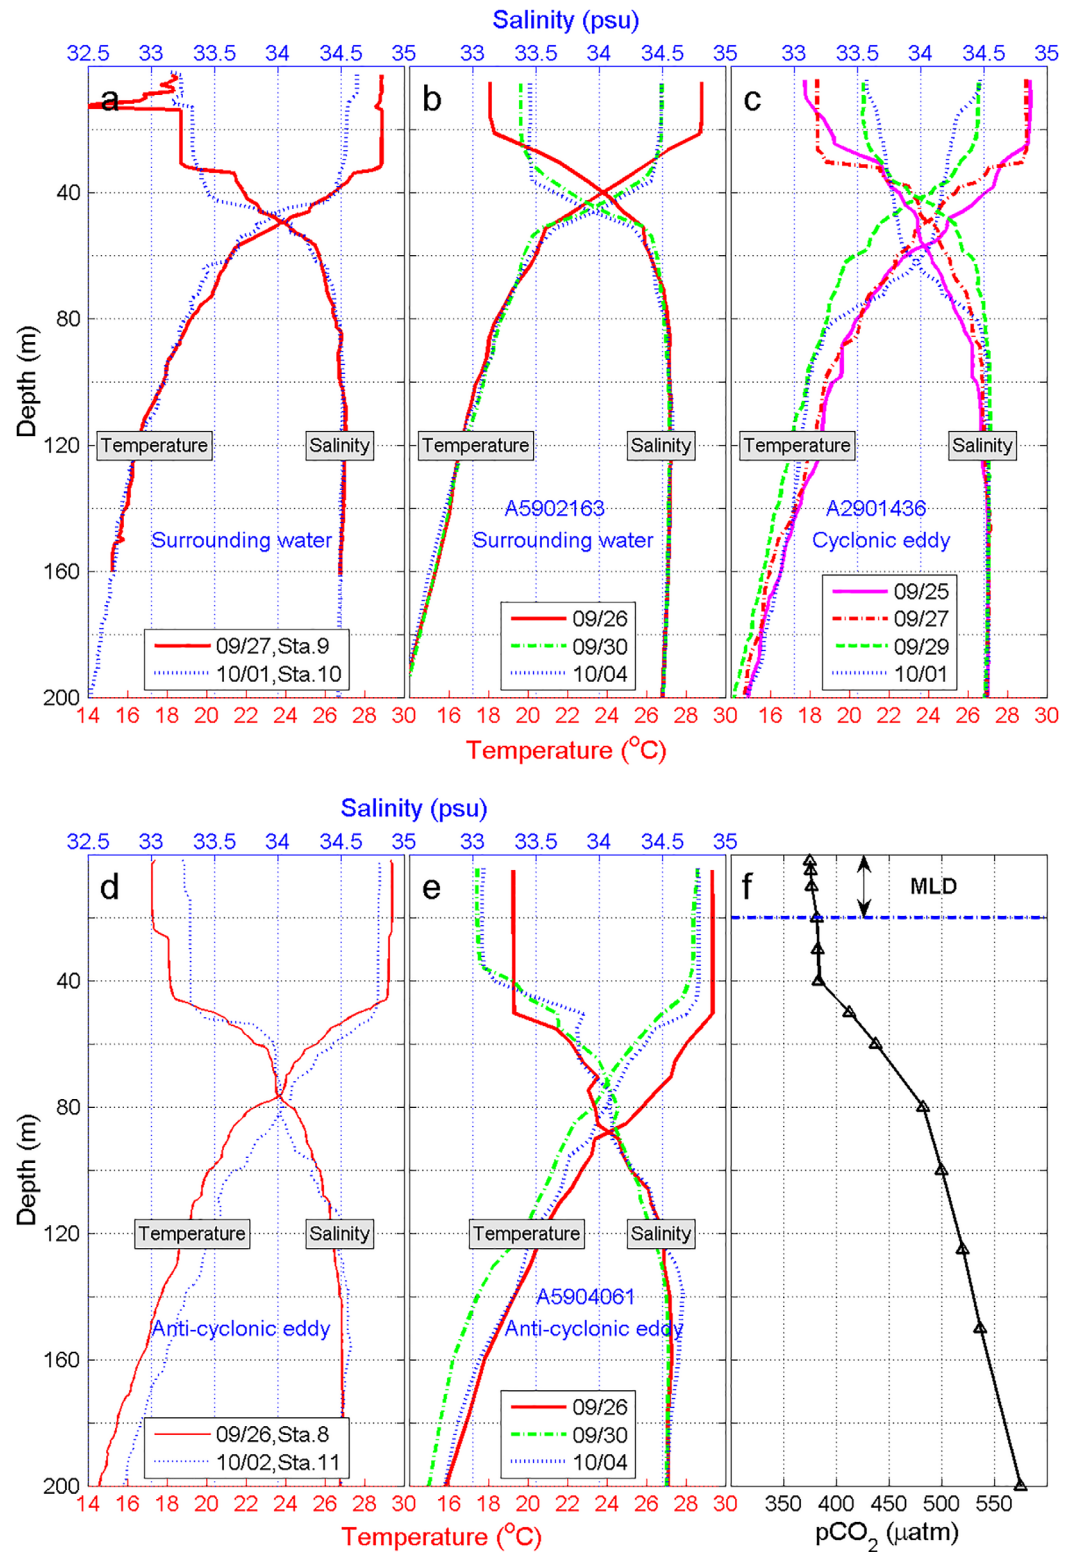 Salinity (psu)
32.5 33 33.5 34 34.5 35 33 33.5 34 34.5 35 33 33.5 34 34.5 35
a b c
40
80
120
160
200
Depth (m)
Temperature Salinity Temperature Salinity Temperature Salinity
A5902163 A2901436
Surrounding water Surrounding water Cyclonic eddy
09/27,Sta.9
10/01,Sta.10
09/26
09/30
10/04
09/25
09/27
09/29
10/01
14 16 18 20 22 24 26 28 30 16 18 20 22 24 26 28 30 16 18 20 22 24 26 28 30
Temperature (°C)
Salinity (psu)
32.5 33 33.5 34 34.5 35 33 33.5 34 34.5 35
d e f
MLD
40
80
120
160
200
Depth (m)
Temperature Salinity Temperature Salinity
A5904061
Anti-cyclonic eddy Anti-cyclonic eddy
09/26,Sta.8
10/02,Sta.11
09/26
09/30
10/04
14 16 18 20 22 24 26 28 30 16 18 20 22 24 26 28 30 350 400 450 500 550
Temperature (°C) pCO₂ (µatm)